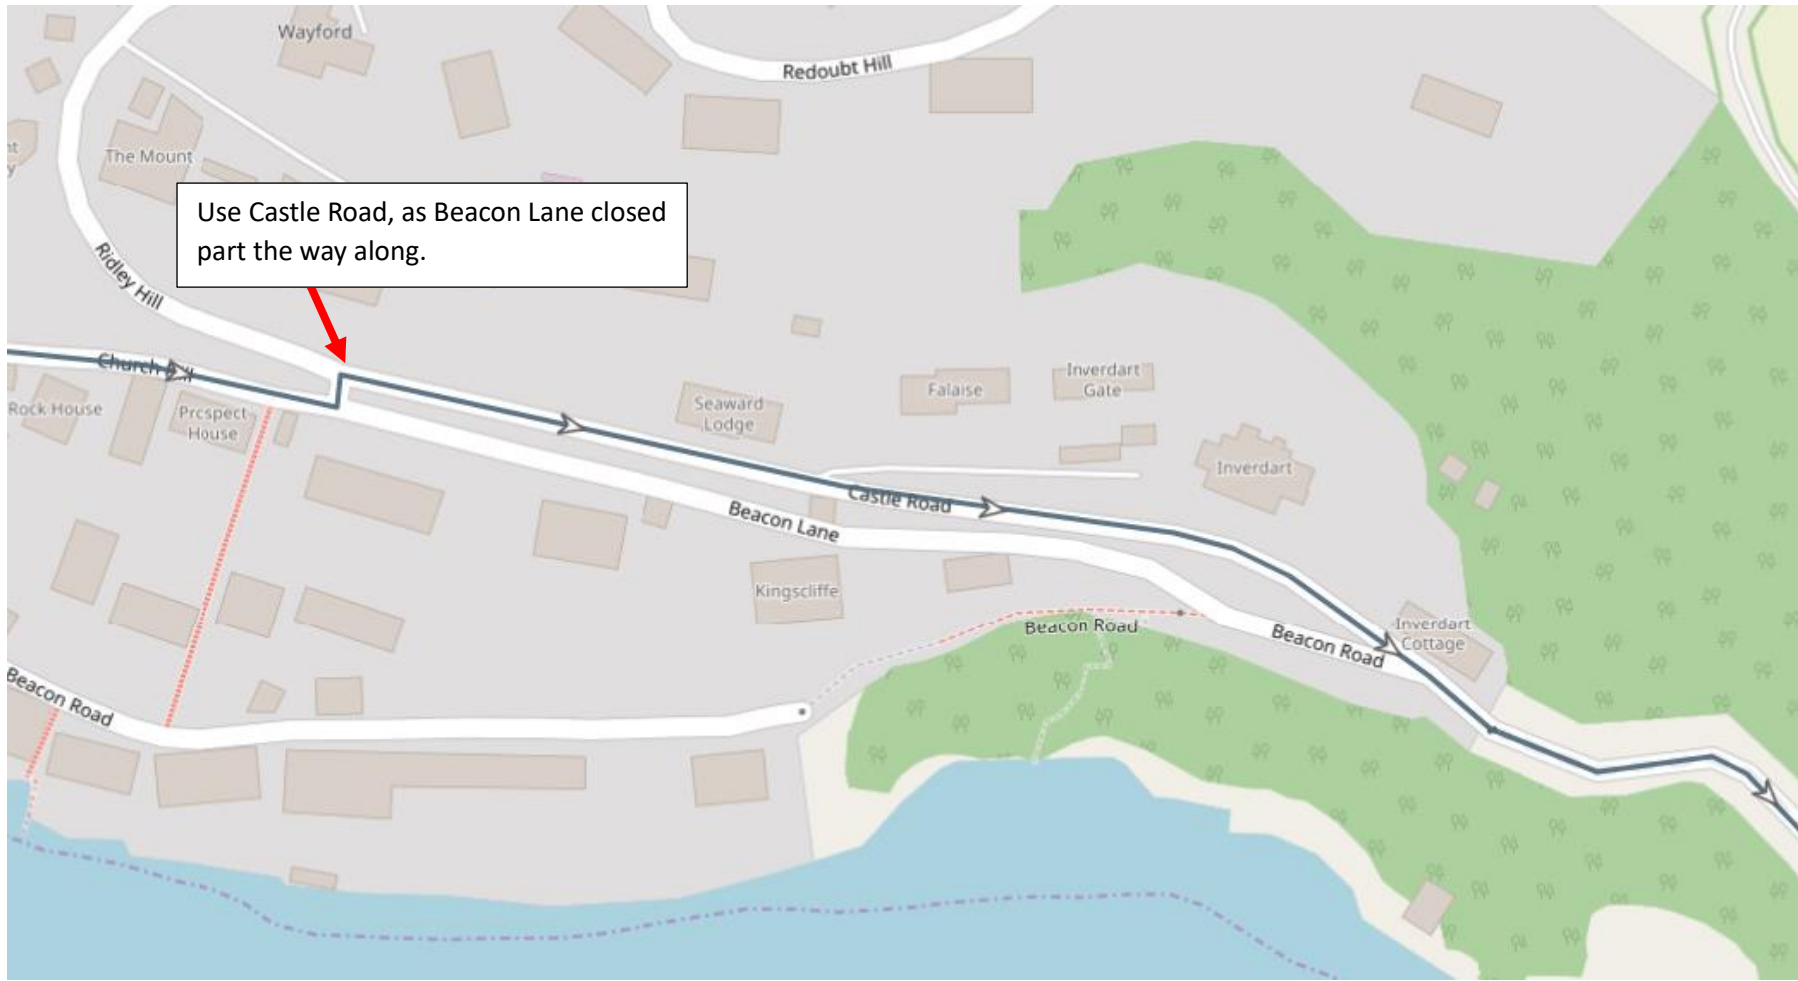 Wayford
Redoubt Hill
The Mount
Use Castle Road, as Beacon Lane closed
part the way along.
Ridley Hill
Rock House
Prospect
House
Seaward
Lodge
Falaise
Inverdart
Gate
Inverdart
Castle Road
Beacon Lane
Kingscliffe
Beacon Road
Beacon Road
Inverdart
Cottage
Beacon Road